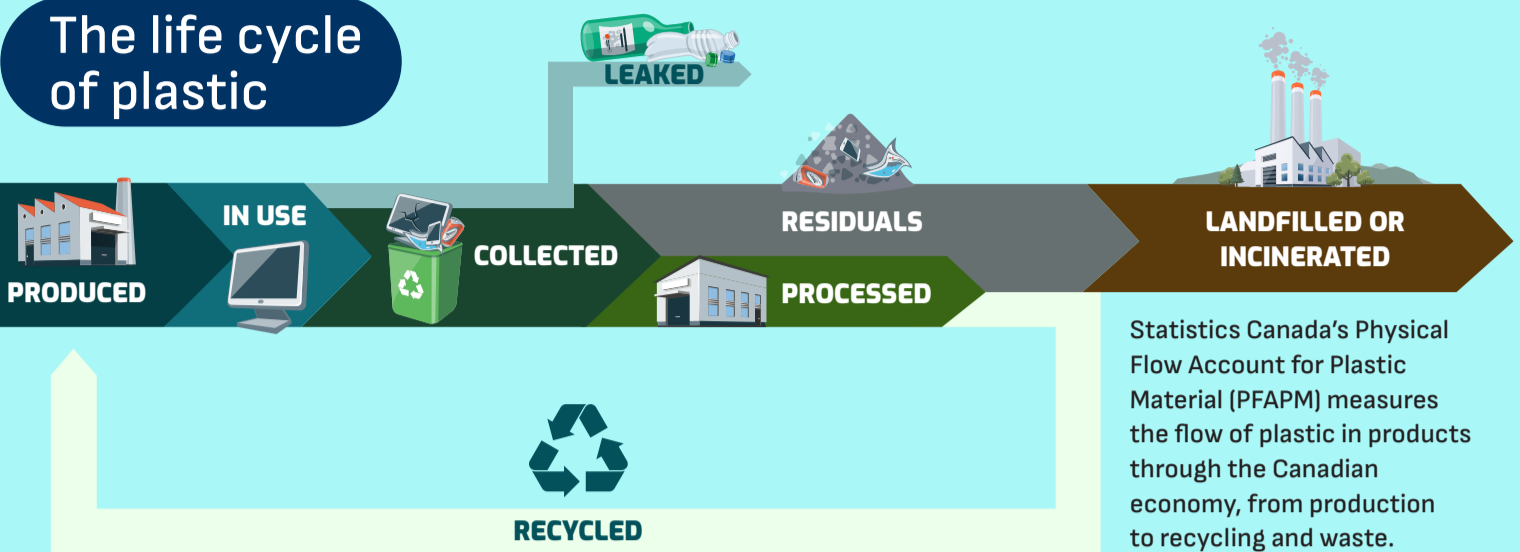 The life cycle
of plastic
LEAKED
PRODUCED
IN USE
COLLECTED
RESIDUALS
PROCESSED
LANDFILLED OR
INCINERATED
RECYCLED
Statistics Canada’s Physical
Flow Account for Plastic
Material (PFAPM) measures
the flow of plastic in products
through the Canadian
economy, from production
to recycling and waste.